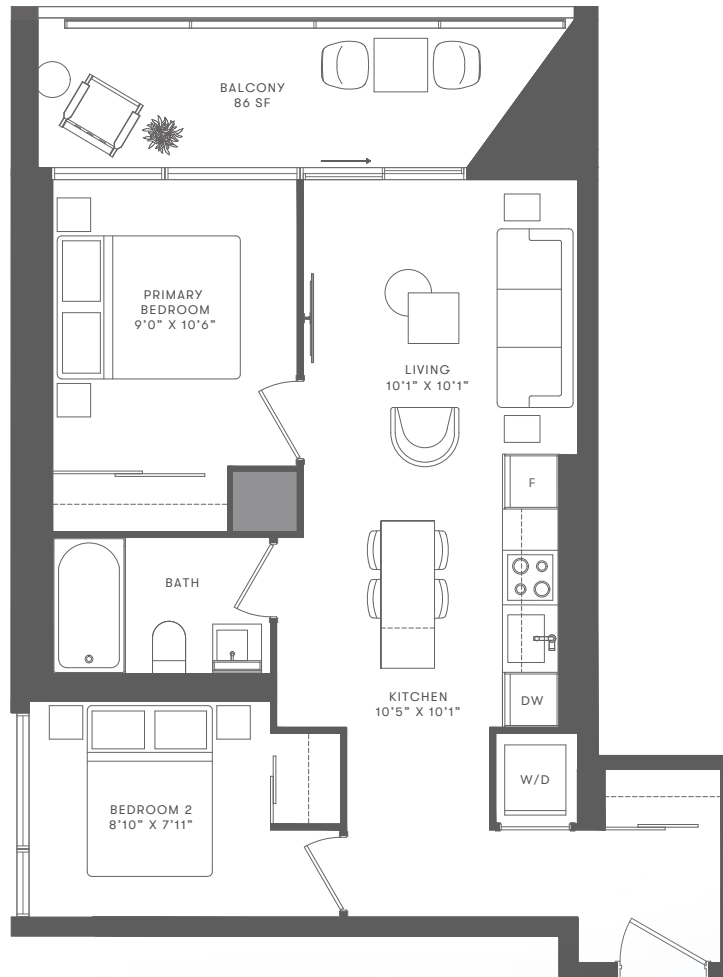 BALCONY
86 SF
PRIMARY
BEDROOM
9'0" X 10'6"
LIVING
10'1" X 10'1"
F
BATH
KITCHEN
10'5" X 10'1"
DW
W/D
BEDROOM 2
8'10" X 7'11"